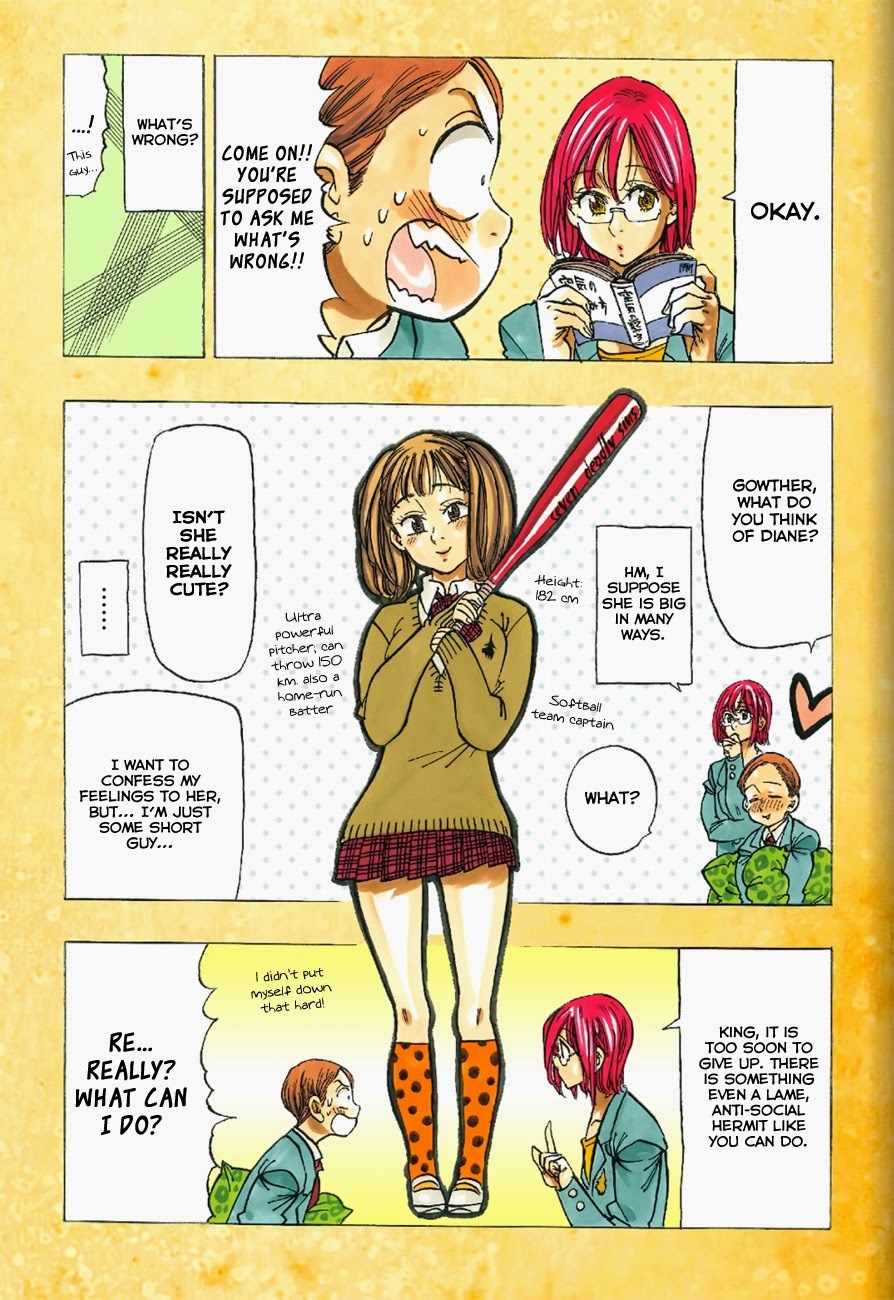 OKAY.
COME ON!!
YOU'RE
SUPPOSED
TO ASK ME
WHAT'S
WRONG!!
WHAT'S
WRONG?
...!
This
guy...
GOWTHER,
WHAT DO
YOU THINK
OF DIANE?
HM, I
SUPPOSE
SHE IS BIG
IN MANY
WAYS.
seven deadly sins
Height:
182 cm
Softball
team captain
WHAT?
Ultra
powerful
pitcher, can
throw 150
km. also a
home-run
batter
ISN'T
SHE
REALLY
REALLY
CUTE?
......
I WANT TO
CONFESS MY
FEELINGS TO HER,
BUT... I'M JUST
SOME SHORT
GUY...
KING, IT IS
TOO SOON TO
GIVE UP. THERE
IS SOMETHING
EVEN A LAME,
ANTI-SOCIAL
HERMIT LIKE
YOU CAN DO.
I didn't put
myself down
that hard!
RE...
REALLY?
WHAT CAN
I DO?